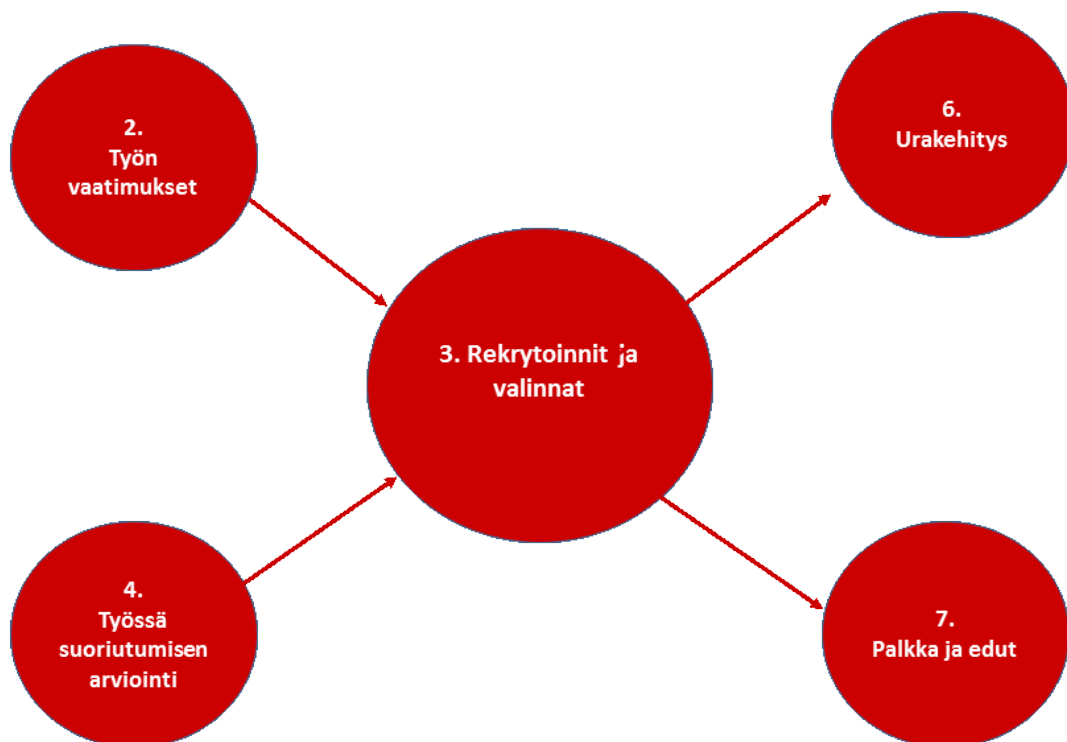 2.
Työn
vaatimukset
6.
Urakehitys
3. Rekrytoinnit ja
valinnat
4.
Työssä
suoriutumisen
arviointi
7.
Palkka ja edut